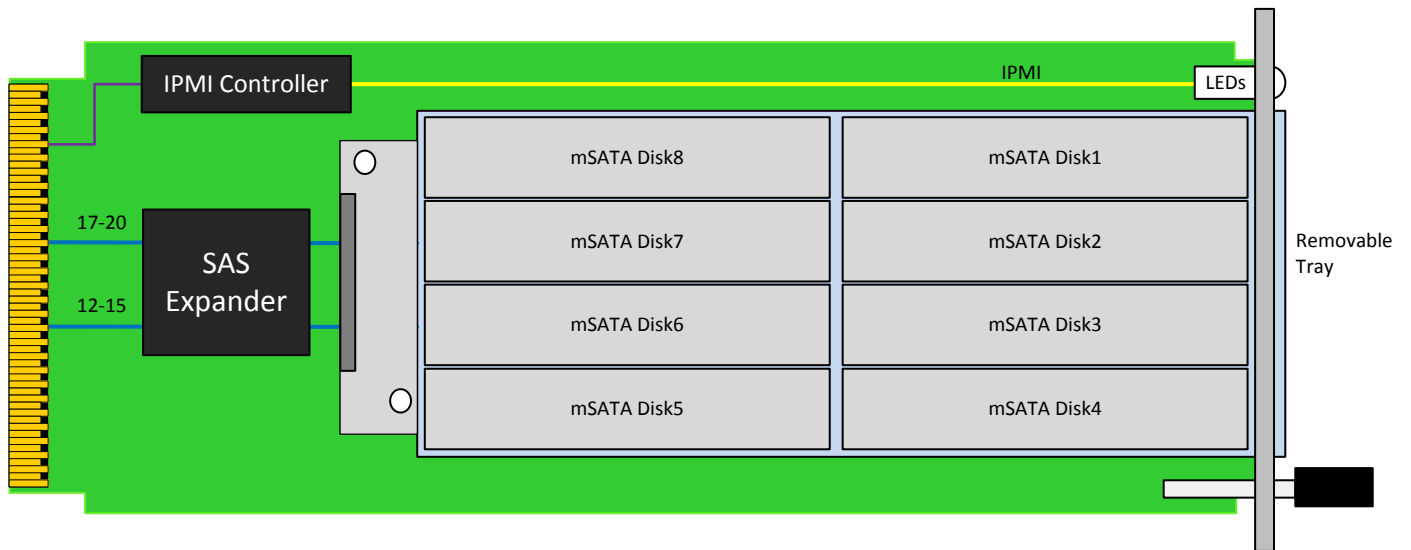 IPMI Controller
IPMI
LEDs
mSATA Disk8
mSATA Disk1
17-20
SAS
Expander
mSATA Disk7
mSATA Disk2
Removable
Tray
12-15
mSATA Disk6
mSATA Disk3
mSATA Disk5
mSATA Disk4